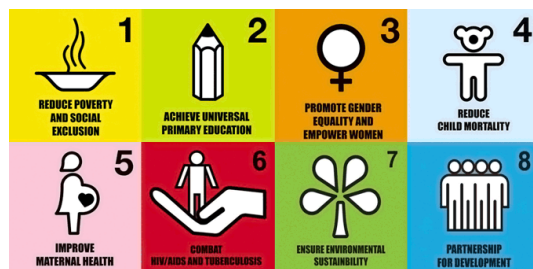 1
REDUCE POVERTY
AND SOCIAL
EXCLUSION
2
ACHIEVE UNIVERSAL
PRIMARY EDUCATION
3
PROMOTE GENDER
EQUALITY AND
EMPOWER WOMEN
4
REDUCE
CHILD MORTALITY
5
IMPROVE
MATERNAL HEALTH
6
COMBAT
HIV/AIDS AND TUBERCULOSIS
7
ENSURE ENVIRONMENTAL
SUSTAINBILITY
8
PARTNERSHIP
FOR DEVELOPMENT